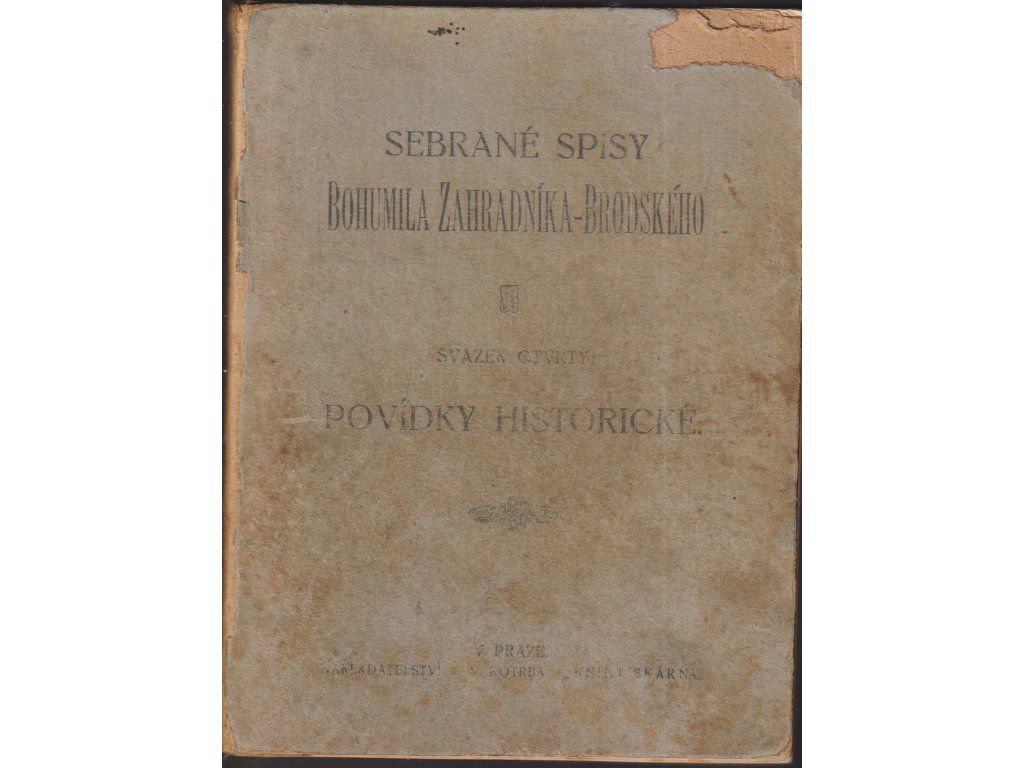 SEBRANÉ SPISY
BOHUMILA ZAHRADNÍKA-BRODSKÉHO
SVAZEK ČTVRTÝ.
POVÍDKY HISTORICKÉ.
V PRAZE.
NAKLADATELSTVÍ - V. KOTRBA - KNIHTISKÁRNA.